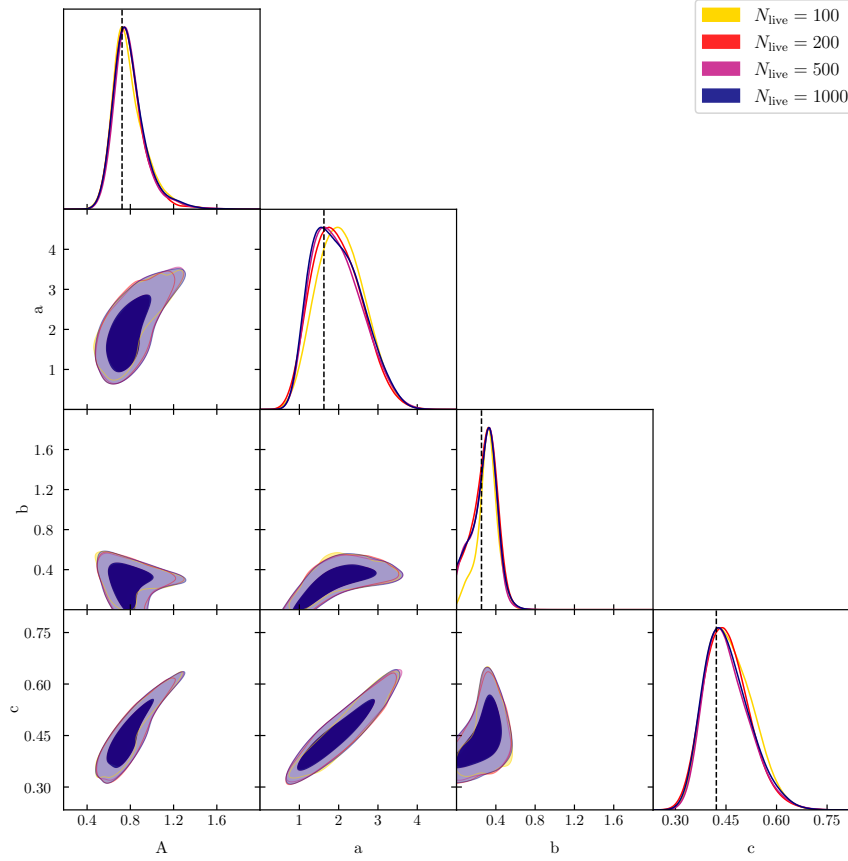 N_live = 100
N_live = 200
N_live = 500
N_live = 1000
4
3
2
1
a
1.6
1.2
0.8
0.4
b
0.75
0.60
0.45
0.30
c
0.4 0.8 1.2 1.6
1 2 3 4
0.4 0.8 1.2 1.6
0.30 0.45 0.60 0.75
A a b c